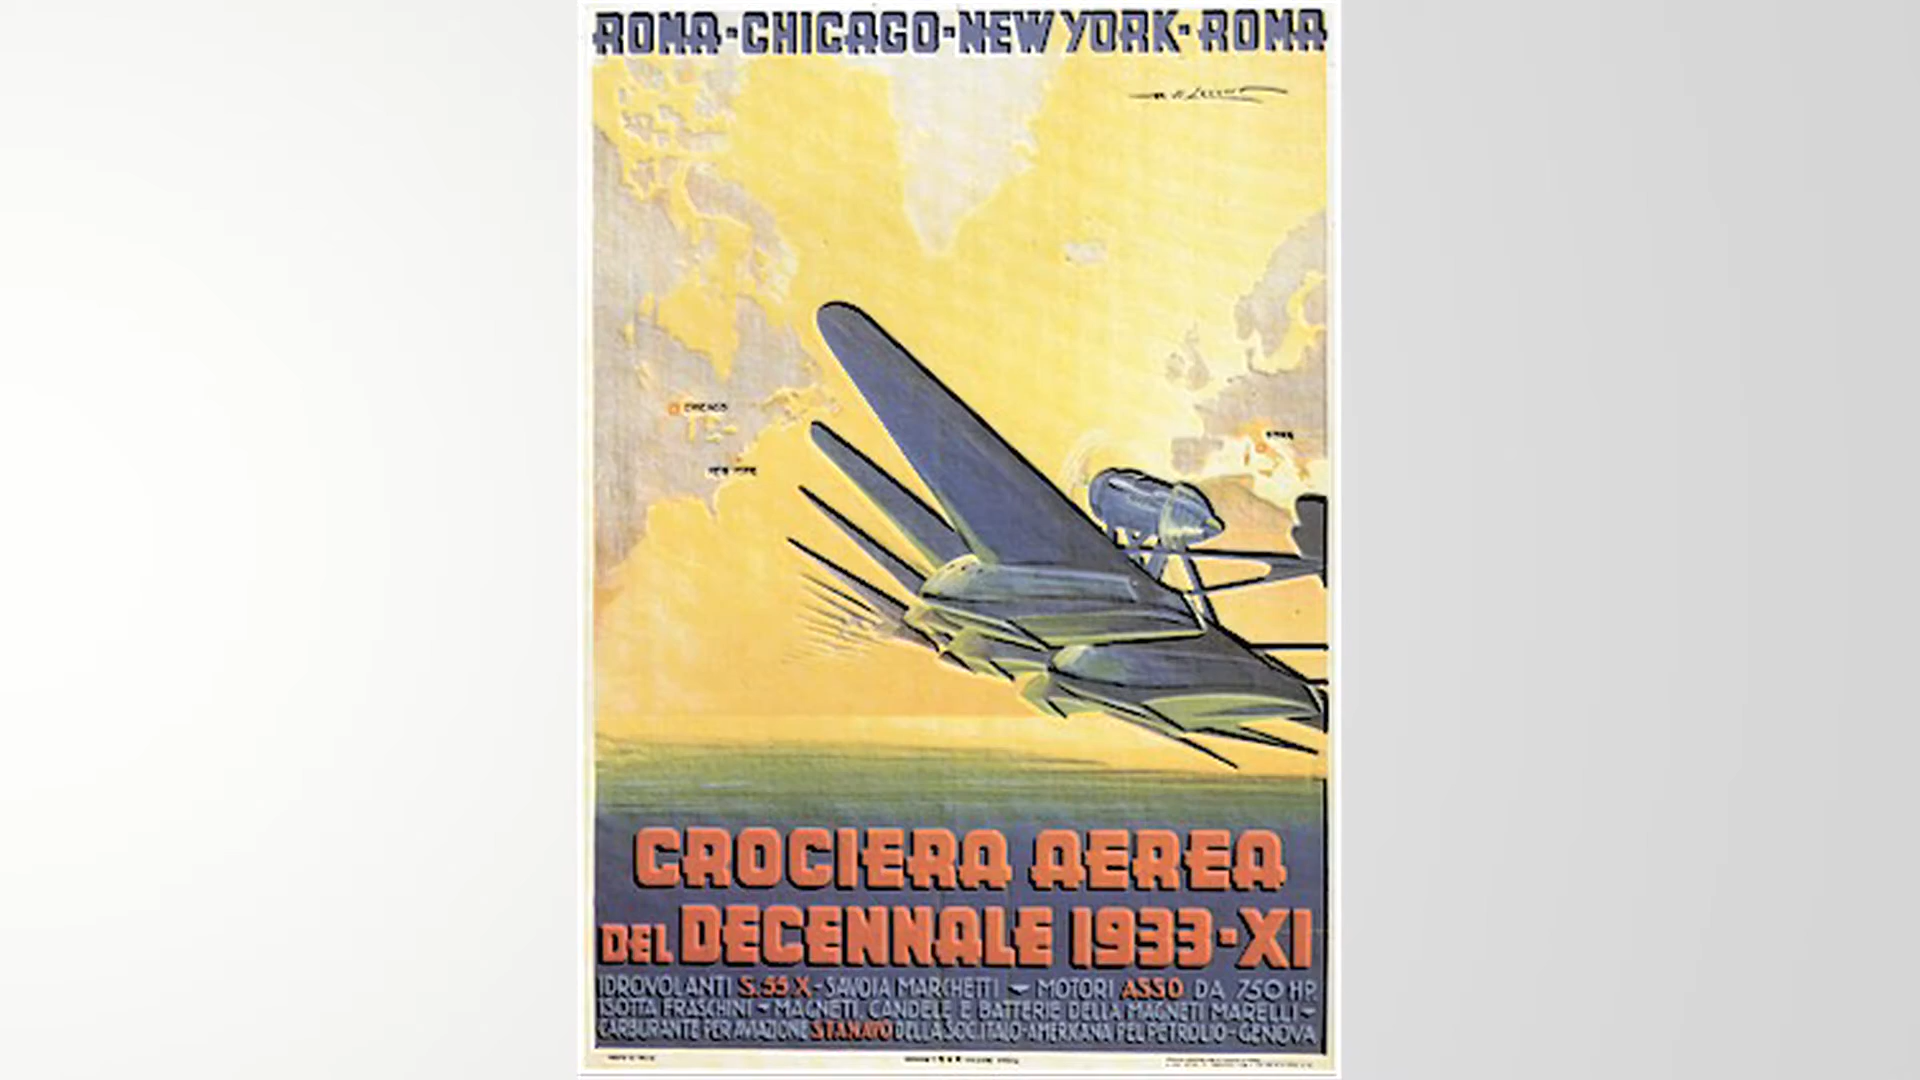 ROMA-CHICAGO-NEW YORK-ROMA
CHICAGO
NEW YORK
CROCIERA AEREA
DEL DECENNALE 1933-XI
IDROVOLANTI S.55 X-SAVOIA MARCHETTI - MOTORI ASSO DA 750 HP.
ISOTTA FRASCHINI - MAGNETI, CANDELE E BATTERIE DELLA MAGNETI MARELLI -
CARBURANTE PER AVIAZIONE STANAVO DELLA SOC. ITALO-AMERICANA PEL PETROLIO - GENOVA